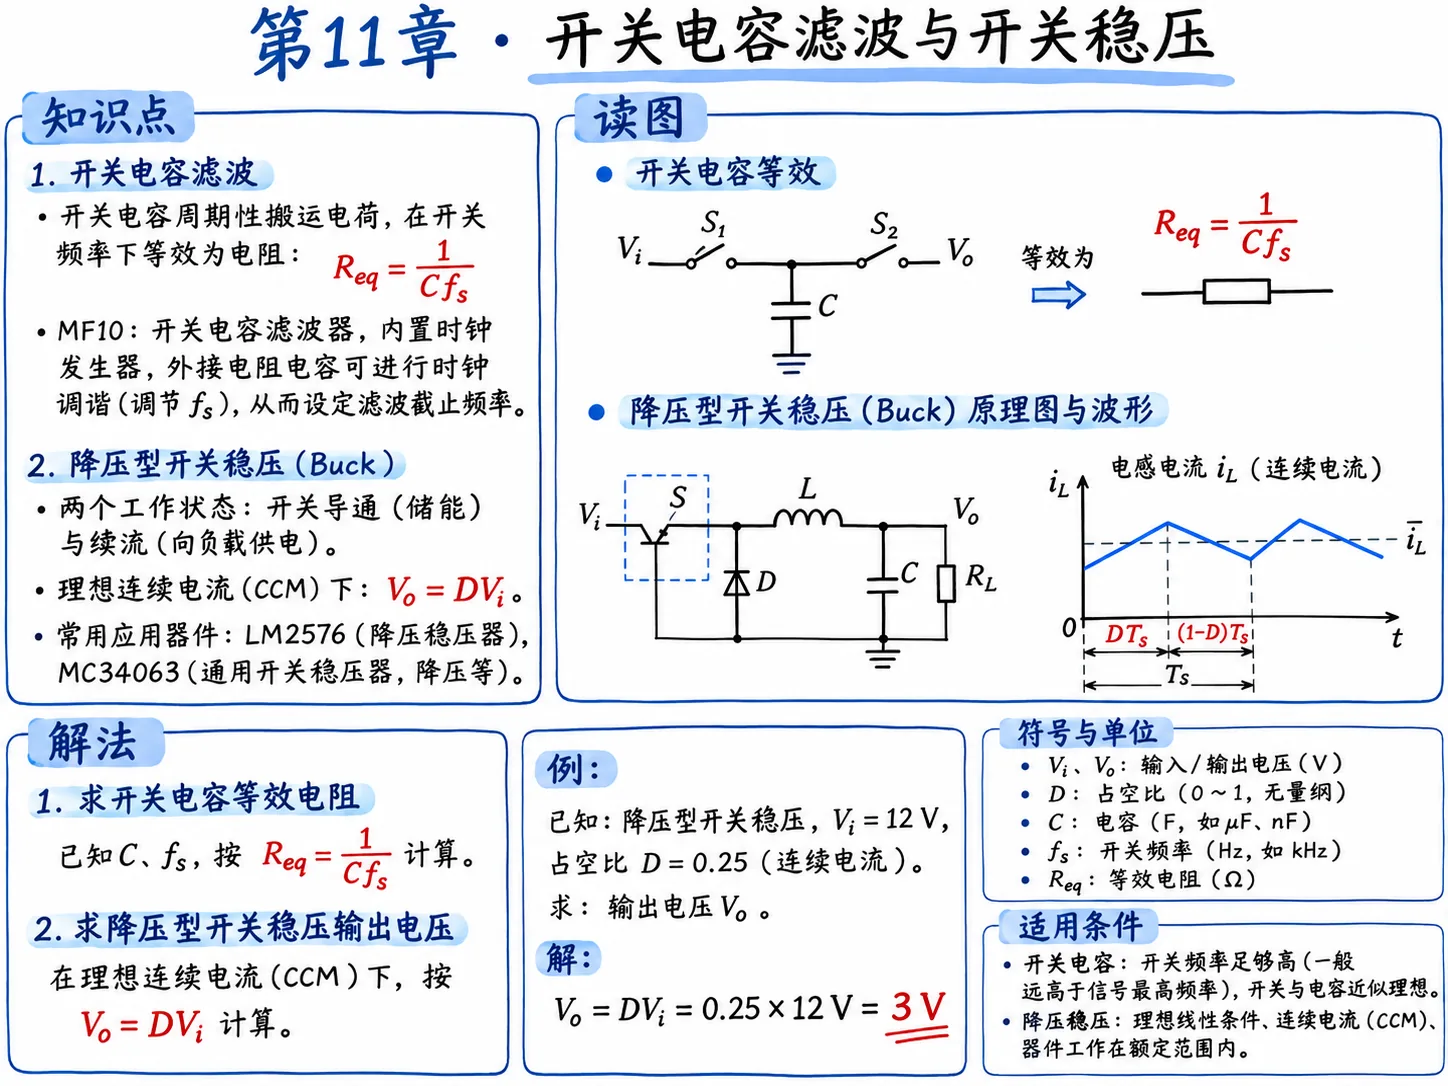 第11章·开关电容滤波与开关稳压
知识点
1. 开关电容滤波
• 开关电容周期性搬运电荷, 在开关
频率下等效为电阻: Req = 1/(Cfs)
• MF10: 开关电容滤波器, 内置时钟
发生器, 外接电阻电容可进行时钟
调谐(调节 fs), 从而设定滤波截止频率。
2. 降压型开关稳压(Buck)
• 两个工作状态: 开关导通(储能)
与续流(向负载供电)。
• 理想连续电流(CCM)下: Vo = DVi。
• 常用应用器件: LM2576(降压稳压器),
MC34063(通用开关稳压器, 降压等)。
读图
• 开关电容等效
Vi S1 S2 Vo
C
等效为
Req = 1/(Cfs)
• 降压型开关稳压(Buck)原理图与波形
Vi S L Vo
D C RL
电感电流 iL (连续电流)
iL
i̅L
0 DTs (1-D)Ts t
Ts
解法
1. 求开关电容等效电阻
已知C、fs, 按 Req = 1/(Cfs) 计算。
2. 求降压型开关稳压输出电压
在理想连续电流(CCM)下, 按
Vo = DVi 计算。
例:
已知: 降压型开关稳压, Vi = 12 V,
占空比 D = 0.25 (连续电流)。
求: 输出电压Vo。
解:
Vo = DVi = 0.25 × 12 V = 3 V
符号与单位
• Vi、Vo: 输入/输出电压(V)
• D: 占空比 (0~1, 无量纲)
• C: 电容(F, 如μF、nF)
• fs: 开关频率 (Hz, 如 kHz)
• Req: 等效电阻(Ω)
适用条件
• 开关电容: 开关频率足够高(一般
远高于信号最高频率), 开关与电容近似理想。
• 降压稳压: 理想线性条件、连续电流(CCM)、
器件工作在额定范围内。